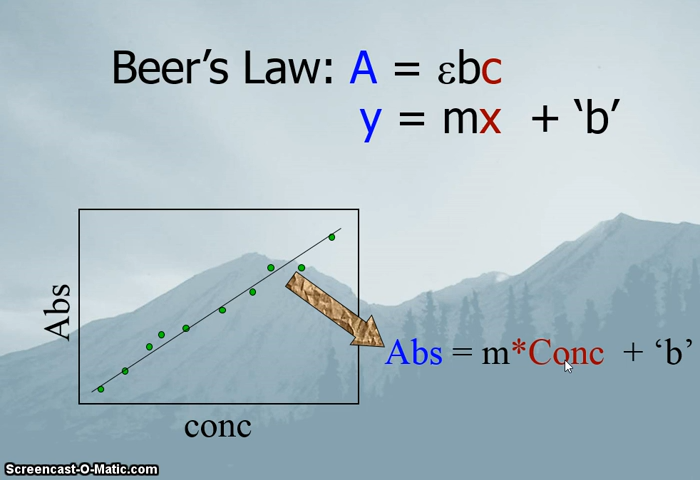 Beer’s Law: A = εbc
y = mx + ‘b’
Abs
Abs = m*Conc + ‘b’
conc
Screencast-O-Matic.com